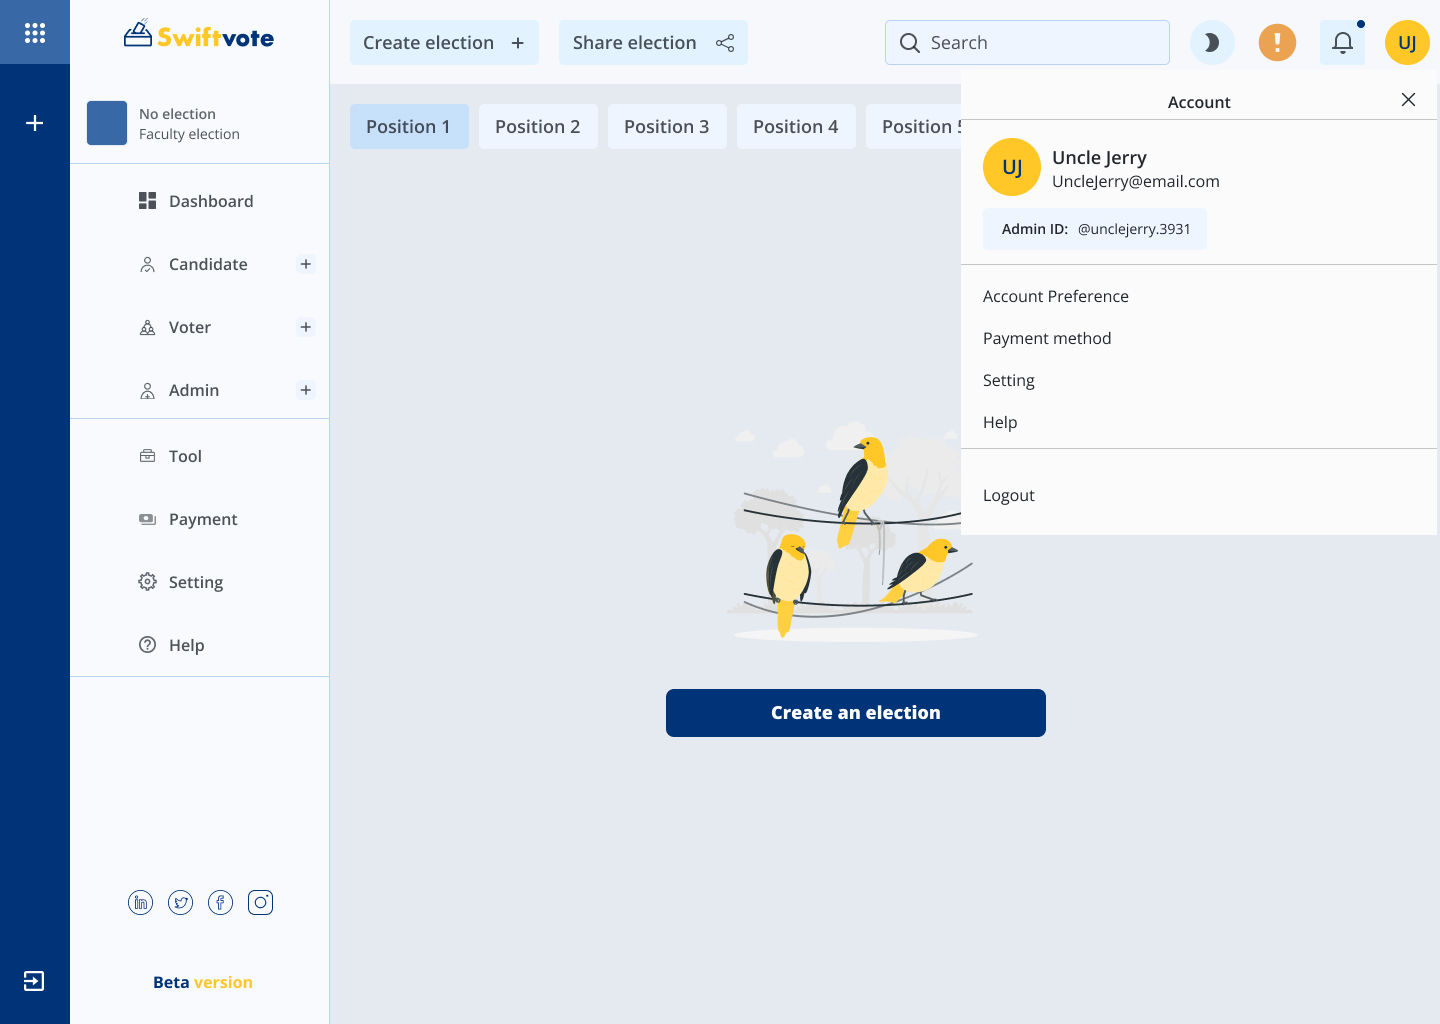 Swiftvote
Create election
Share election
Search
UJ
No election
Faculty election
Dashboard
Candidate
Voter
Admin
Tool
Payment
Setting
Help
in
Beta version
Position 1
Position 2
Position 3
Position 4
Position 5
Create an election
Account
UJ
Uncle Jerry
UncleJerry@email.com
Admin ID: @unclejerry.3931
Account Preference
Payment method
Setting
Help
Logout